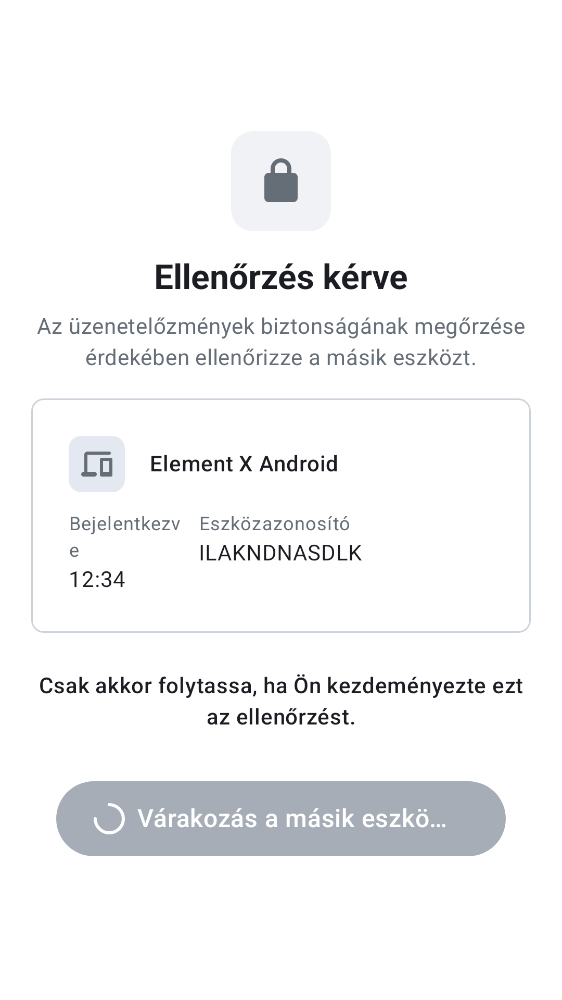 Ellenőrzés kérve
Az üzenetelőzmények biztonságának megőrzése
érdekében ellenőrizze a másik eszközt.
Element X Android
Bejelentkezv
e
12:34
Eszközazonosító
ILAKNDNASDLK
Csak akkor folytassa, ha Ön kezdeményezte ezt
az ellenőrzést.
Várakozás a másik eszkö…